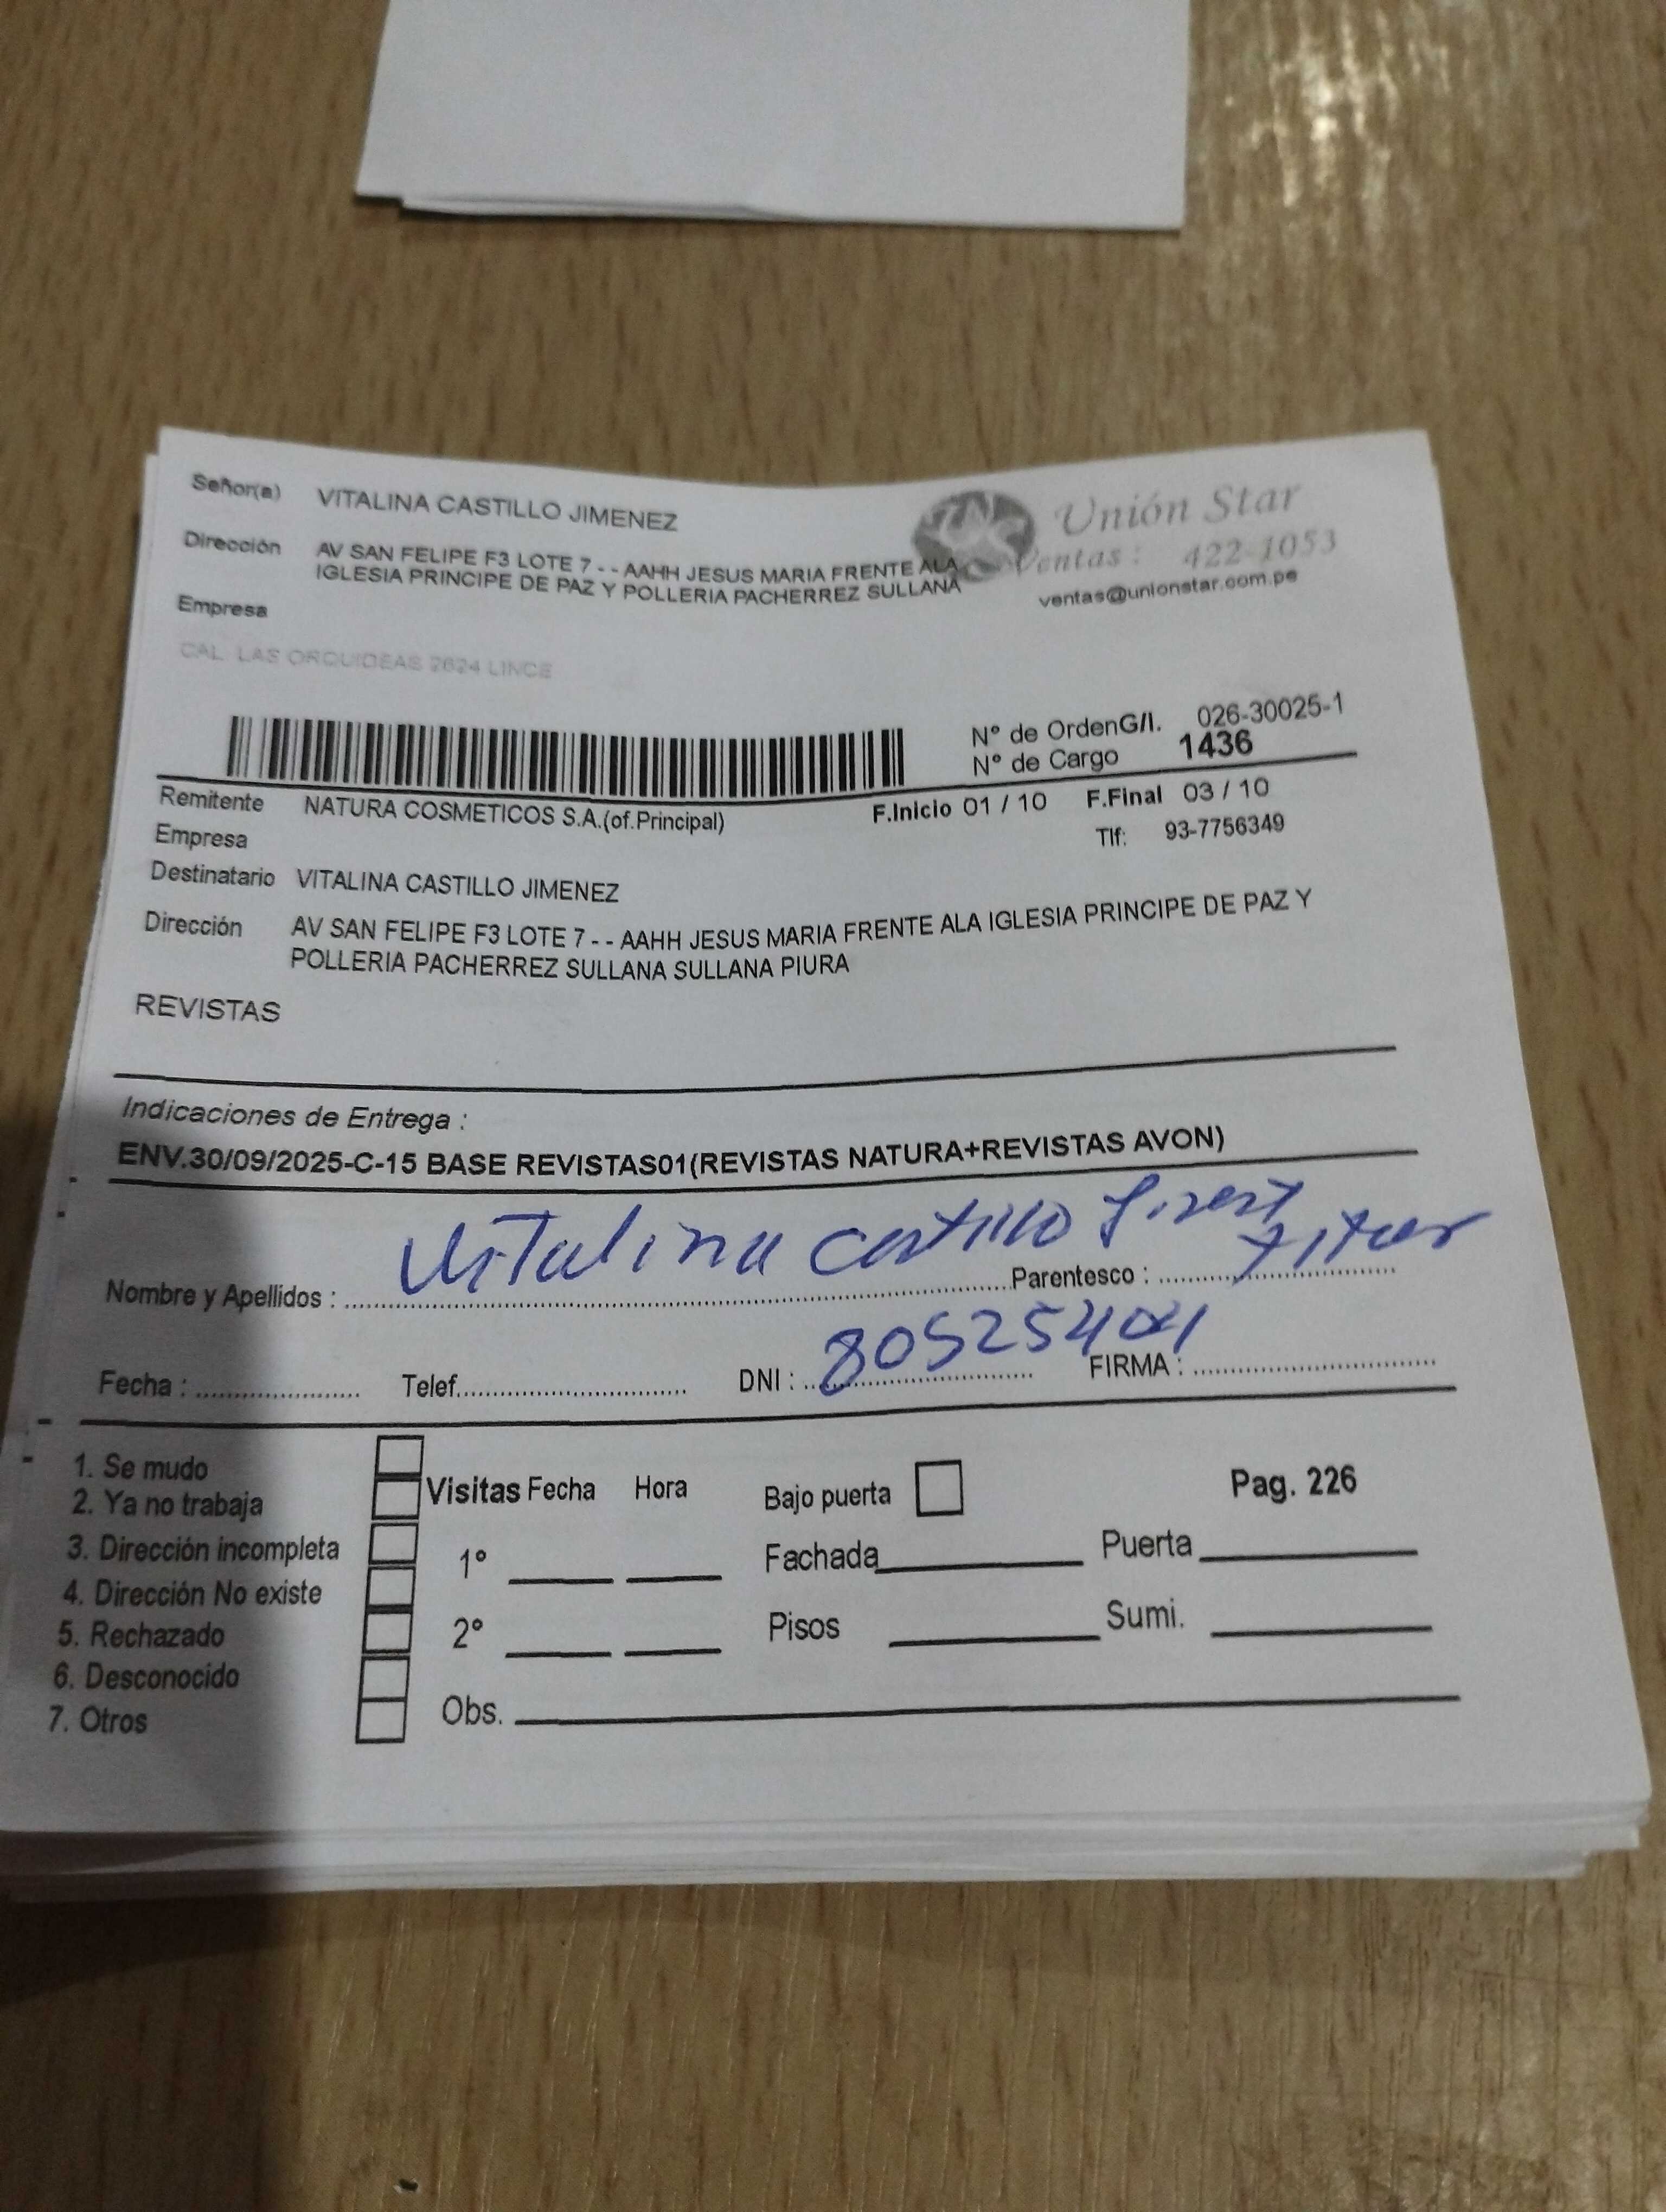 Señor(a) VITALINA CASTILLO JIMENEZ
Unión Star
Dirección AV SAN FELIPE F3 LOTE 7 - - AAHH JESUS MARIA FRENTE ALA
IGLESIA PRINCIPE DE PAZ Y POLLERIA PACHERREZ SULLANA
Ventas: 422-1053
ventas@unionstar.com.pe
Empresa
CAL. LAS ORQUIDEAS 2624 LINCE
N° de OrdenG/I. 026-30025-1
N° de Cargo 1436
Remitente NATURA COSMETICOS S.A.(of.Principal) F.Inicio 01 / 10 F.Final 03 / 10
Empresa Tlf: 93-7756349
Destinatario VITALINA CASTILLO JIMENEZ
Dirección AV SAN FELIPE F3 LOTE 7 - - AAHH JESUS MARIA FRENTE ALA IGLESIA PRINCIPE DE PAZ Y
POLLERIA PACHERREZ SULLANA SULLANA PIURA
REVISTAS
Indicaciones de Entrega :
ENV.30/09/2025-C-15 BASE REVISTAS01(REVISTAS NATURA+REVISTAS AVON)
Nombre y Apellidos : Vitalina Castillo Parentesco :
Fecha : Telef. DNI : FIRMA :
1. Se mudo
2. Ya no trabaja
3. Dirección incompleta
4. Dirección No existe
5. Rechazado
6. Desconocido
7. Otros
Visitas Fecha Hora Bajo puerta Pag. 226
1° Fachada Puerta
2° Pisos Sumi.
Obs.